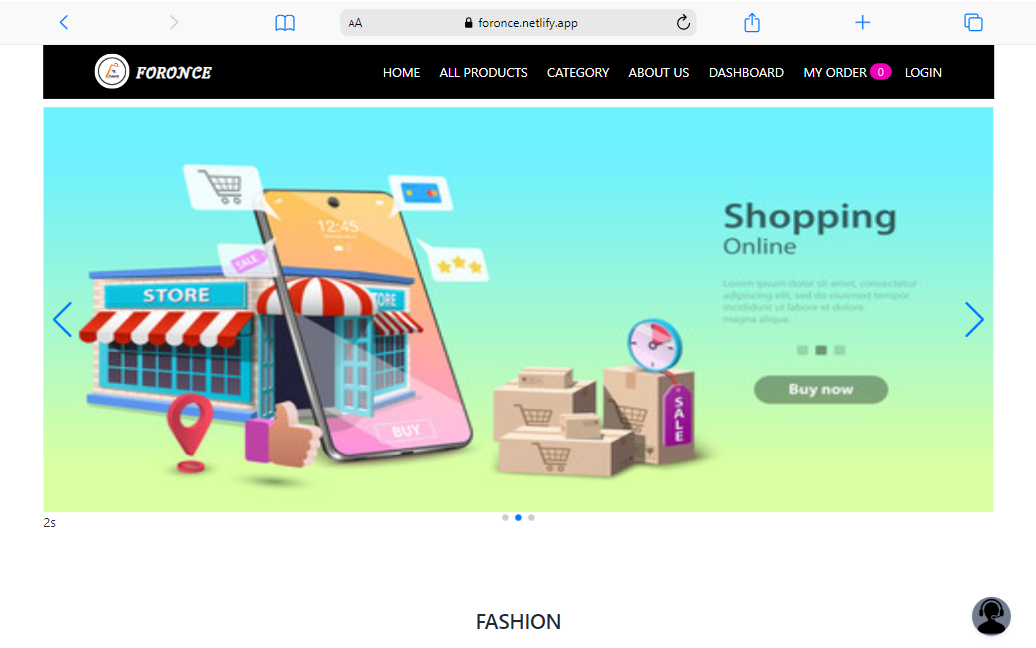 AA foronce.netlify.app
FORONCE HOME ALL PRODUCTS CATEGORY ABOUT US DASHBOARD MY ORDER 0 LOGIN
12:45
SALE
STORE
TORE
BUY
SALE
Shopping
Online
Lorem ipsum dolor sit amet, consectetur
adipiscing elit, sed do eiusmod tempor
incididunt ut labore et dolore
magna aliqua.
Buy now
2s
FASHION